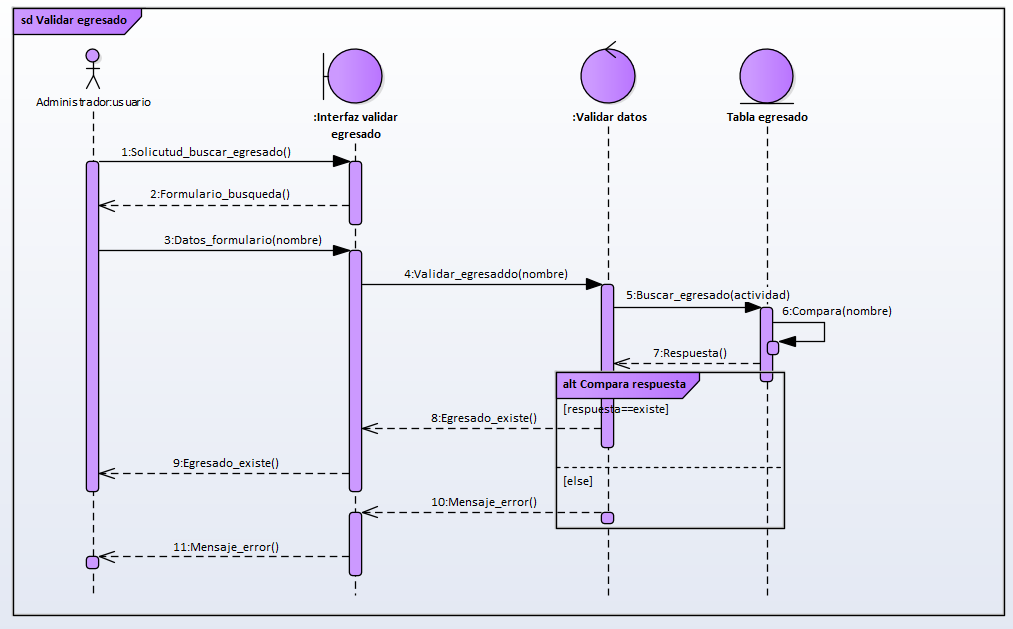 sd Validar egresado
Administrador:usuario
:Interfaz validar
egresado
:Validar datos
Tabla egresado
1:Solicutud_buscar_egresado()
2:Formulario_busqueda()
3:Datos_formulario(nombre)
4:Validar_egresaddo(nombre)
5:Buscar_egresado(actividad)
6:Compara(nombre)
7:Respuesta()
alt Compara respuesta
[respuesta==existe]
8:Egresado_existe()
9:Egresado_existe()
[else]
10:Mensaje_error()
11:Mensaje_error()